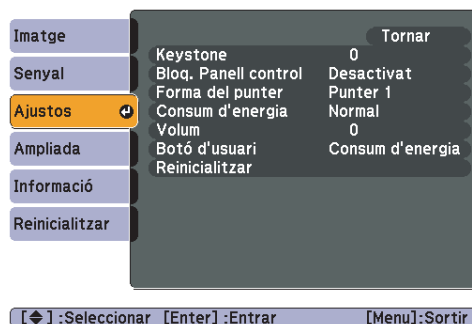 Imatge
Senyal
Ajustos
Ampliada
Informació
Reinicialitzar
Tornar
Keystone 0
Bloq. Panell control Desactivat
Forma del punter Punter 1
Consum d'energia Normal
Volum 0
Botó d'usuari Consum d'energia
Reinicialitzar
[◆] :Seleccionar [Enter] :Entrar [Menu]:Sortir